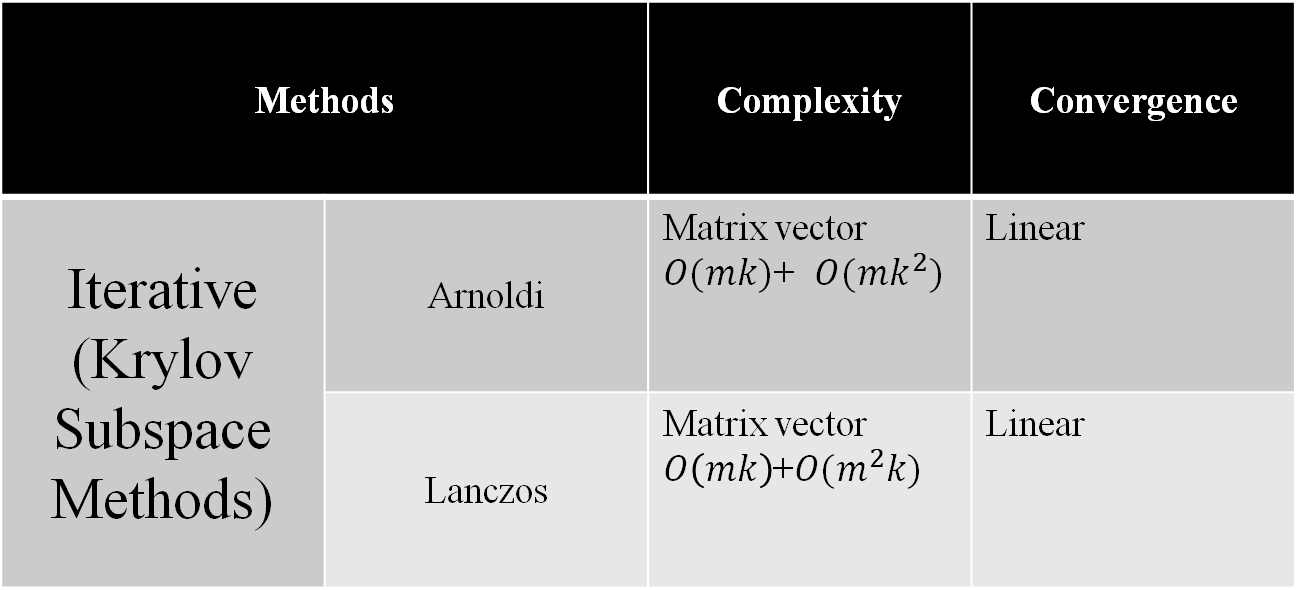 Methods
Complexity
Convergence
Iterative
(Krylov
Subspace
Methods)
Arnoldi
Matrix vector
𝑂(𝑚𝑘)+ 𝑂(𝑚𝑘²)
Linear
Lanczos
Matrix vector
𝑂(𝑚𝑘)+𝑂(𝑚²𝑘)
Linear